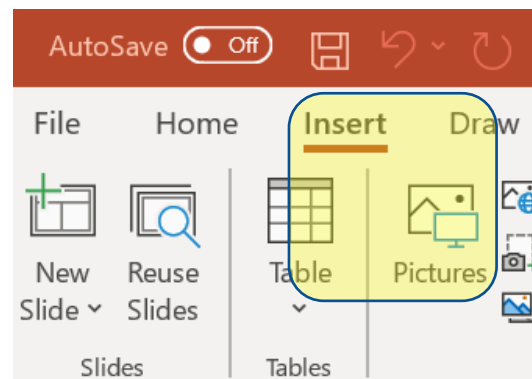 AutoSave Off
File Home Insert Draw
New Reuse Table Pictures
Slide Slides
Slides Tables